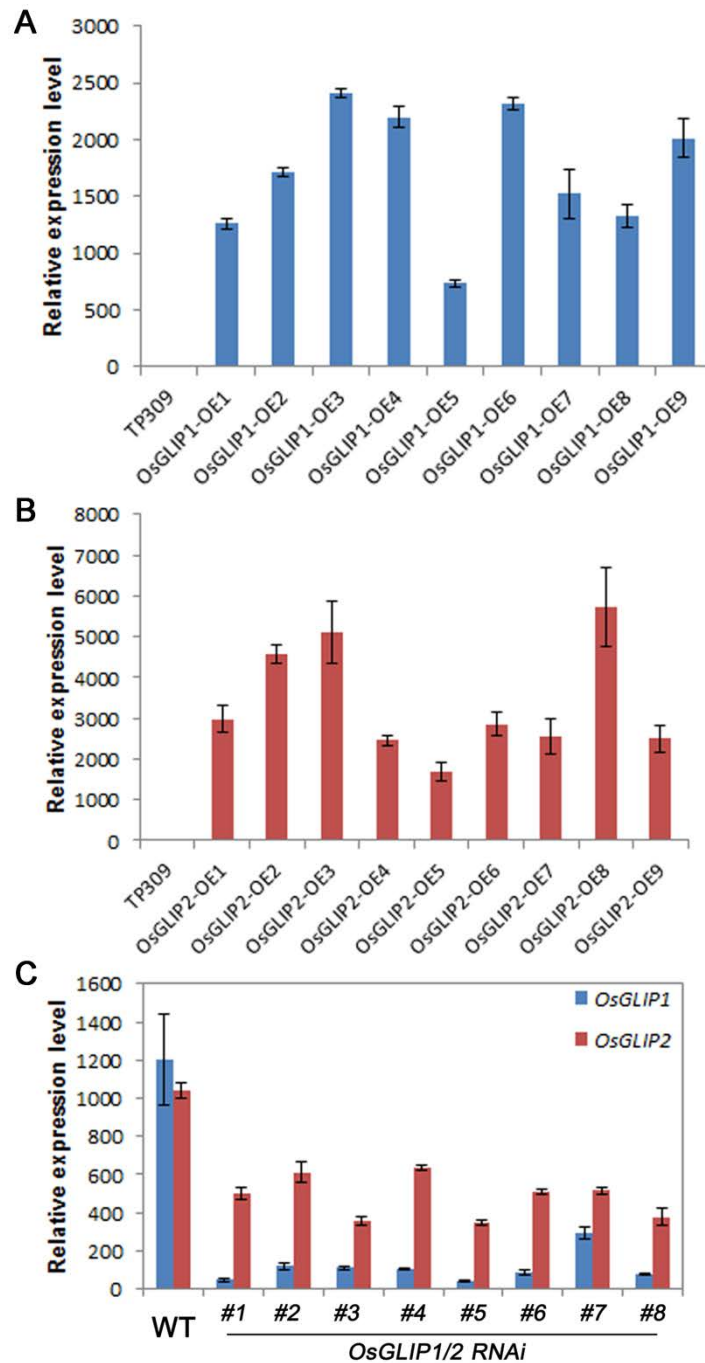 A
Relative expression level
3000
2500
2000
1500
1000
500
0
TP309
OsGLIP1-OE1
OsGLIP1-OE2
OsGLIP1-OE3
OsGLIP1-OE4
OsGLIP1-OE5
OsGLIP1-OE6
OsGLIP1-OE7
OsGLIP1-OE8
OsGLIP1-OE9
B
Relative expression level
8000
7000
6000
5000
4000
3000
2000
1000
0
TP309
OsGLIP2-OE1
OsGLIP2-OE2
OsGLIP2-OE3
OsGLIP2-OE4
OsGLIP2-OE5
OsGLIP2-OE6
OsGLIP2-OE7
OsGLIP2-OE8
OsGLIP2-OE9
C
Relative expression level
1600
1400
1200
1000
800
600
400
200
0
OsGLIP1
OsGLIP2
WT #1 #2 #3 #4 #5 #6 #7 #8
OsGLIP1/2 RNAi